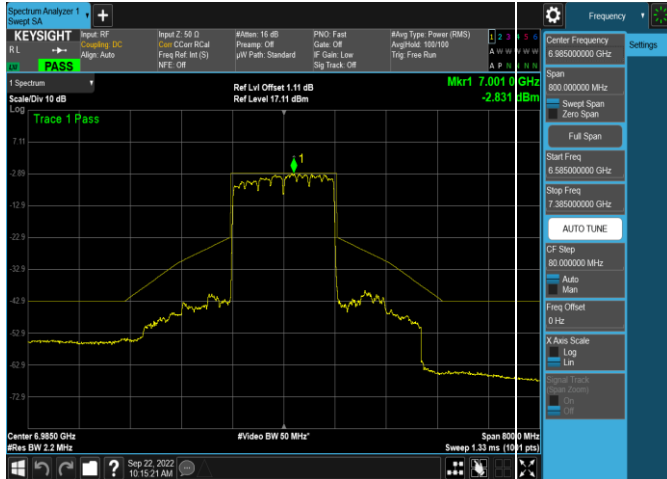 Spectrum Analyzer 1
Swept SA
+
Frequency
KEYSIGHT
RL
PASS
Input: RF
Coupling: DC
Align: Auto
Input Z: 50 Ω
Corr CCorr RCal
Freq Ref: Int (S)
NFE: Off
#Atten: 16 dB
Preamp: Off
µW Path: Standard
PNO: Fast
Gate: Off
IF Gain: Low
Sig Track: Off
#Avg Type: Power (RMS)
Avg|Hold: 100/100
Trig: Free Run
1 2 3
A W W
A P N
1 Spectrum
Scale/Div 10 dB
Log
Ref Lvl Offset 1.11 dB
Ref Level 17.11 dBm
Mkr1 7.001 0 GHz
-2.831 dBm
Trace 1 Pass
1
7.11
-2.89
-12.9
-22.9
-32.9
-42.9
-52.9
-62.9
-72.9
Center 6.9850 GHz
#Res BW 2.2 MHz
#Video BW 50 MHz*
Span 800.0 MHz
Sweep 1.33 ms (1001 pts)
Sep 22, 2022
10:15:21 AM
Center Frequency
6.985000000 GHz
Settings
Span
800.000000 MHz
Swept Span
Zero Span
Full Span
Start Freq
6.585000000 GHz
Stop Freq
7.385000000 GHz
AUTO TUNE
CF Step
80.000000 MHz
Auto
Man
Freq Offset
0 Hz
X Axis Scale
Log
Lin
Signal Track
(Span Zoom)
On
Off